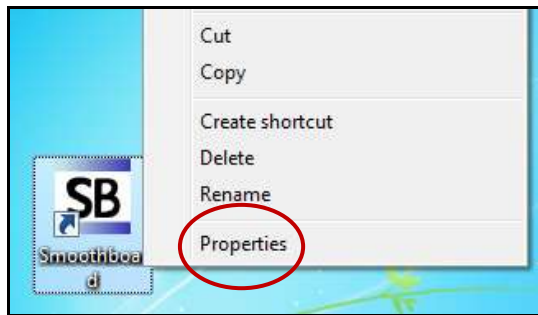 Cut
Copy
Create shortcut
Delete
Rename
Properties
SB
Smoothboa
d